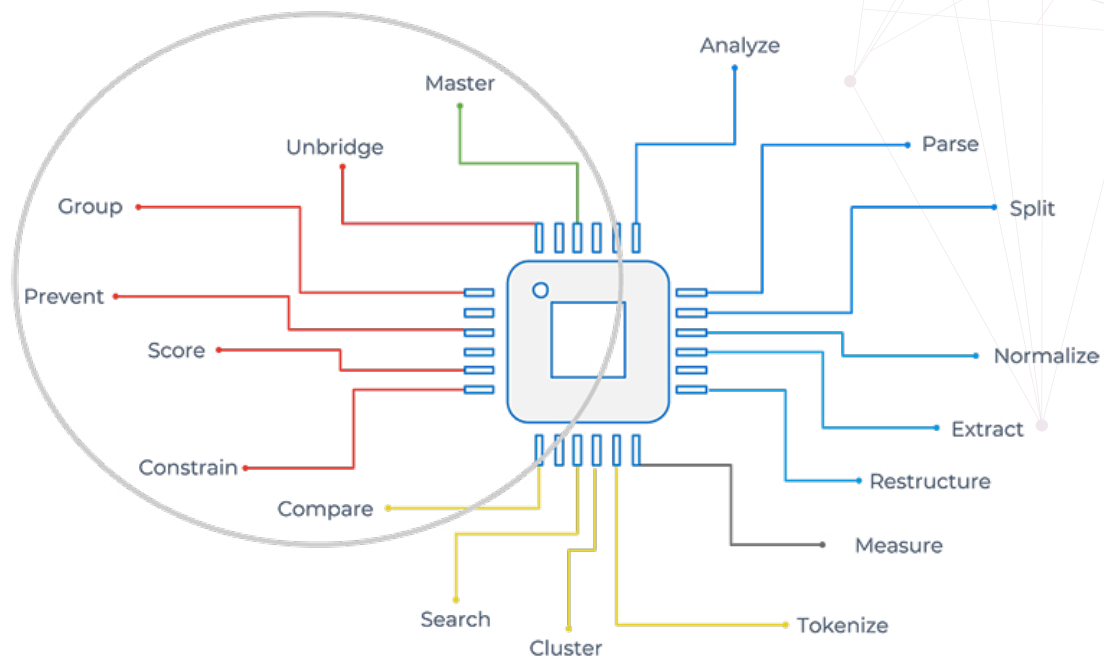 Analyze
Master
Parse
Unbridge
Group
Split
Prevent
Score
Normalize
Extract
Constrain
Restructure
Compare
Measure
Search
Tokenize
Cluster